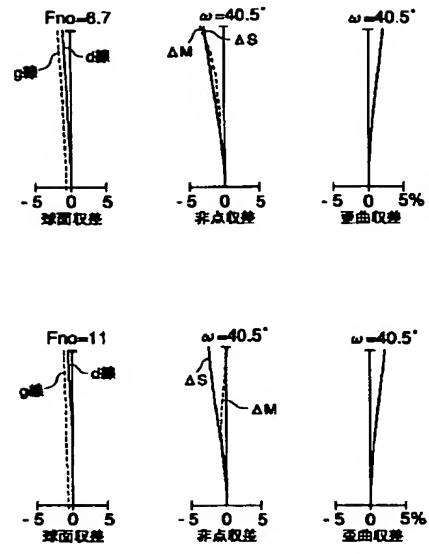 Fno=6.7
ω=40.5°
ω=40.5°
g線
d線
ΔM
ΔS
-5 0 5
-5 0 5
-5 0 5%
球面収差
非点収差
歪曲収差
Fno=11
ω=40.5°
ω=40.5°
g線
d線
ΔS
ΔM
-5 0 5
-5 0 5
-5 0 5%
球面収差
非点収差
歪曲収差